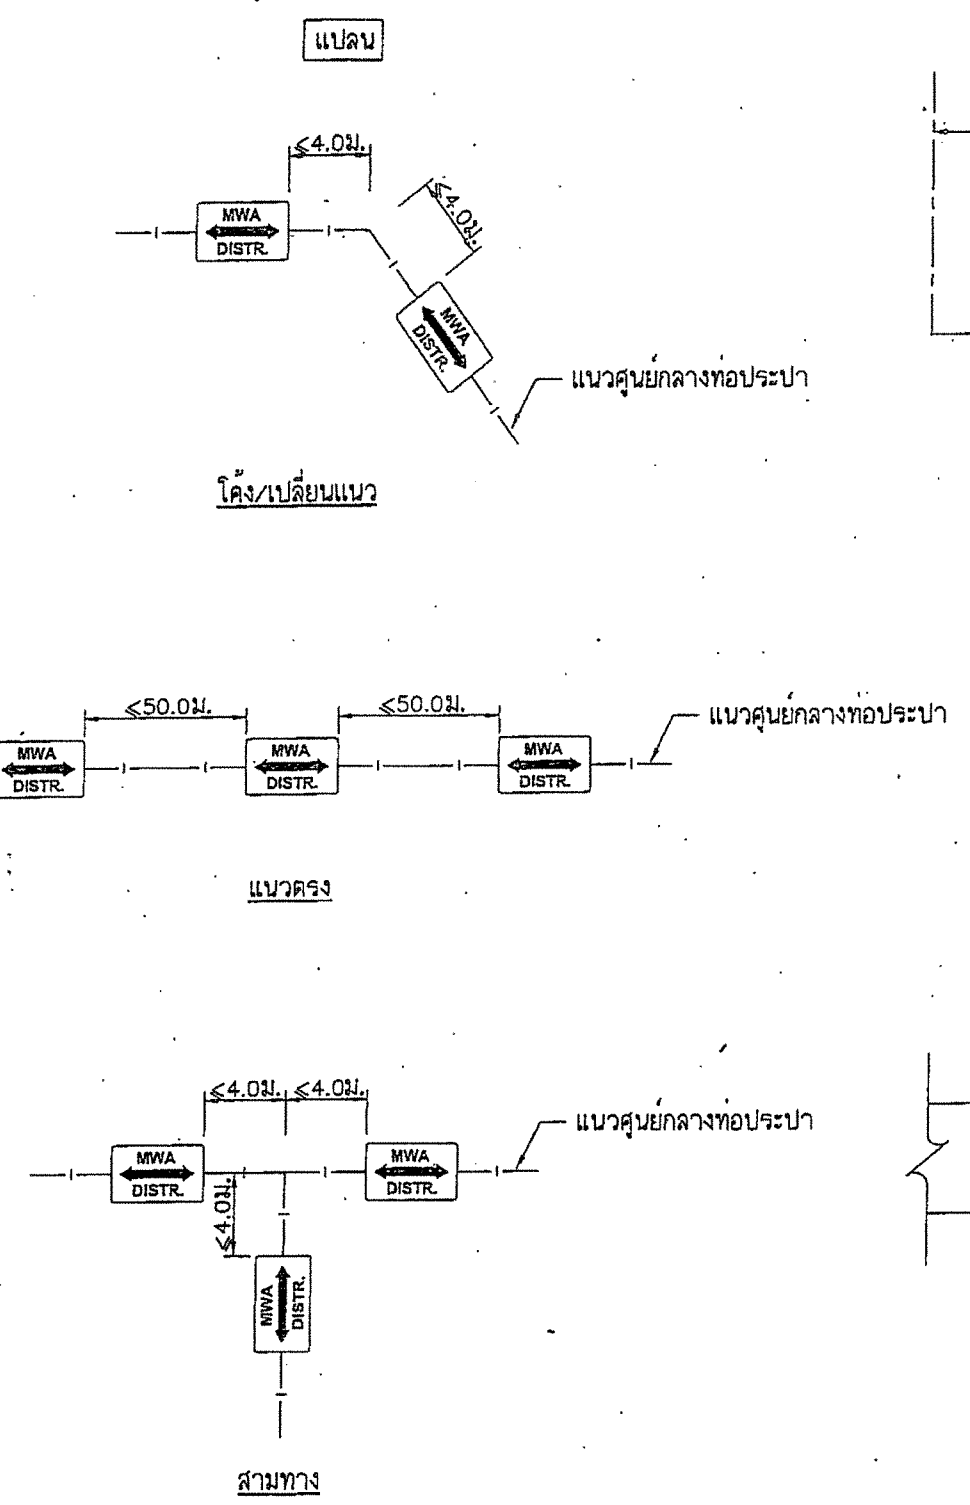 แปลน
≤4.0ม.
≤4.0ม.
MWA
DISTR.
MWA
DISTR.
แนวศูนย์กลางท่อประปา
โค้ง/เปลี่ยนแนว
≤50.0ม.
≤50.0ม.
แนวศูนย์กลางท่อประปา
MWA
DISTR.
MWA
DISTR.
MWA
DISTR.
แนวตรง
≤4.0ม.
≤4.0ม.
แนวศูนย์กลางท่อประปา
MWA
DISTR.
MWA
DISTR.
≤4.0ม.
MWA
DISTR.
สามทาง